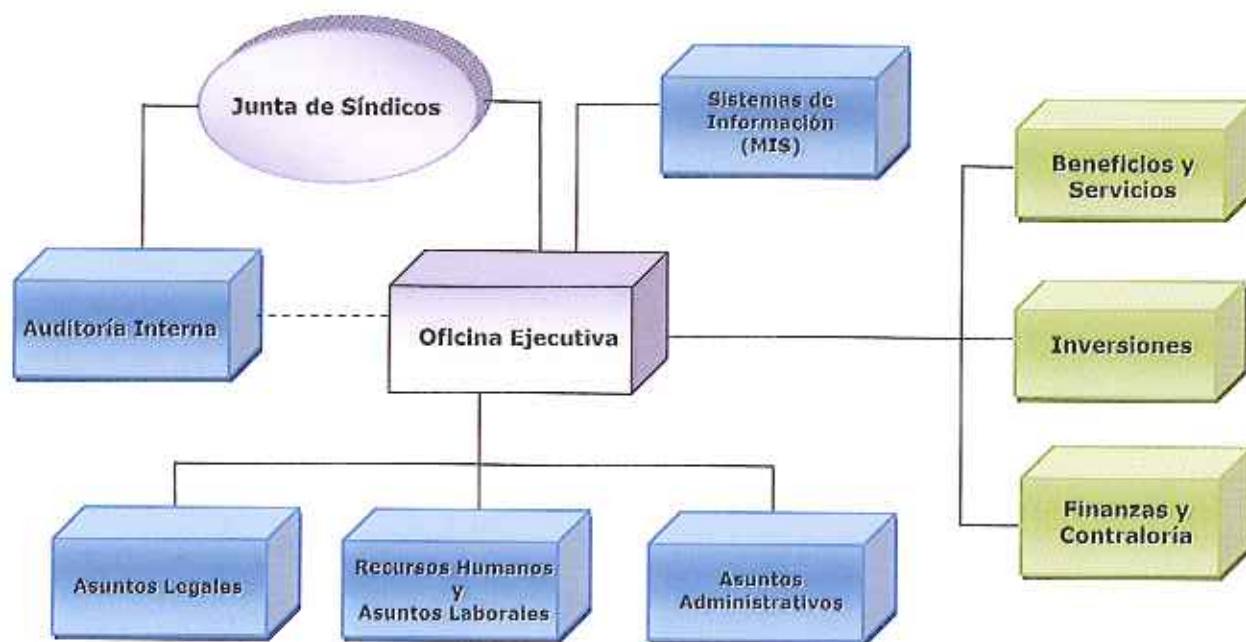 Junta de Síndicos
Sistemas de
Información
(MIS)
Beneficios y
Servicios
Auditoría Interna
Oficina Ejecutiva
Inversiones
Asuntos Legales
Recursos Humanos
y
Asuntos Laborales
Asuntos
Administrativos
Finanzas y
Contraloría